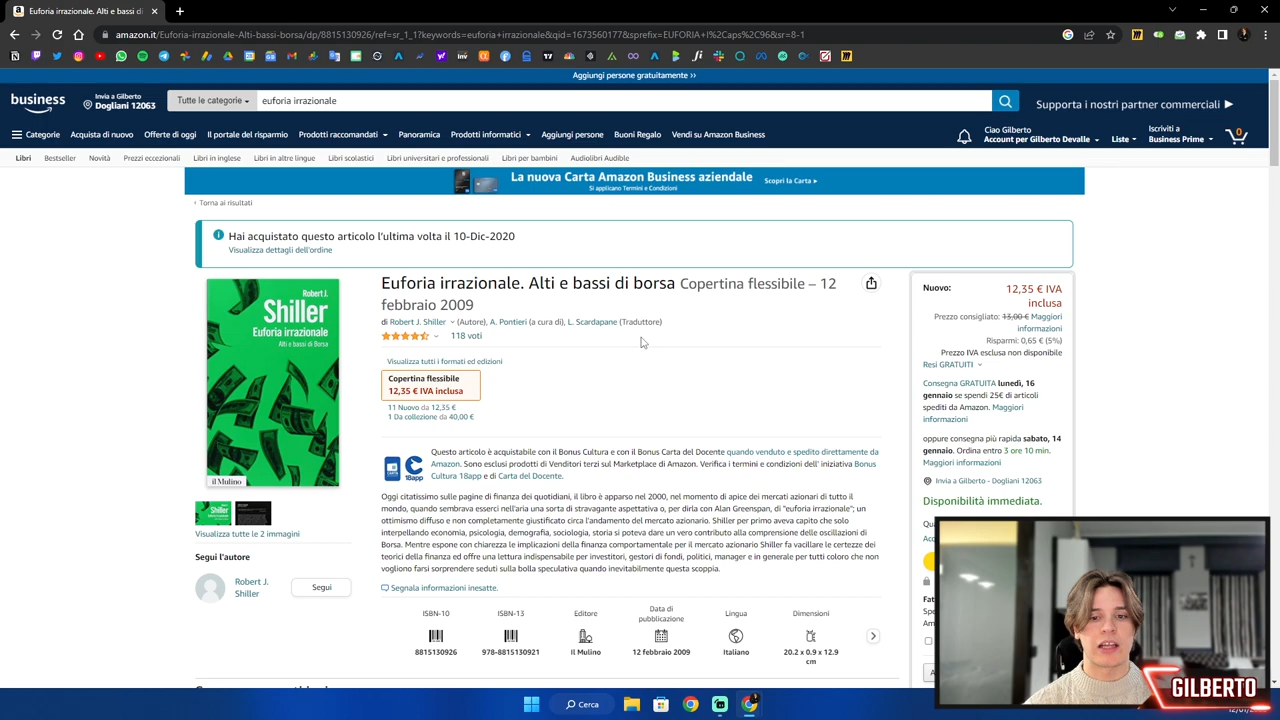 Amazon.it: Euforia irrazionale. A
amazon.it/Euforia-irrazionale-Alti-bassi-borsa/dp/8815130926/ref=sr_1_1?keywords=euforia+irrazionale&qid=1673560177&sprefix=EUFORIA+I%2Caps%2C96&sr=8-1
Aggiungi persone gratuitamente ››
business
Invia a Gilberto
Dogliani 12063
Tutte le categorie
euforia irrazionale
Supporta i nostri partner commerciali
Categorie
Acquista di nuovo
Offerte di oggi
Il portale del risparmio
Prodotti raccomandati
Panoramica
Prodotti informatici
Aggiungi persone
Buoni Regalo
Vendi su Amazon Business
Ciao Gilberto
Account per Gilberto Devalle
Liste
Iscriviti a
Business Prime
0
Libri
Bestseller
Novità
Prezzi eccezionali
Libri in inglese
Libri in altre lingue
Libri scolastici
Libri universitari e professionali
Libri per bambini
Audiolibri Audible
La nuova Carta Amazon Business aziendale
Si applicano Termini e Condizioni
Scopri la Carta
‹ Torna ai risultati
Hai acquistato questo articolo l'ultima volta il 10-Dic-2020
Visualizza dettagli dell'ordine
Robert J.
Shiller
Euforia irrazionale
Alti e bassi di Borsa
il Mulino
Visualizza tutte le 2 immagini
Segui l'autore
Robert J.
Shiller
Segui
Euforia irrazionale. Alti e bassi di borsa Copertina flessibile – 12
febbraio 2009
di Robert J. Shiller (Autore), A. Pontieri (a cura di), L. Scardapane (Traduttore)
118 voti
Visualizza tutti i formati ed edizioni
Copertina flessibile
12,35 € IVA inclusa
11 Nuovo da 12,35 €
1 Da collezione da 40,00 €
Questo articolo è acquistabile con il Bonus Cultura e con il Bonus Carta del Docente quando venduto e spedito direttamente da
Amazon. Sono esclusi prodotti di Venditori terzi sul Marketplace di Amazon. Verifica i termini e condizioni dell' iniziativa Bonus
Cultura 18app e di Carta del Docente.
18app
Oggi citatissimo sulle pagine di finanza dei quotidiani, il libro è apparso nel 2000, nel momento di apice dei mercati azionari di tutto il
mondo, quando sembrava esserci nell'aria una sorta di stravagante aspettativa o, per dirla con Alan Greenspan, di "euforia irrazionale", un
ottimismo diffuso e non completamente giustificato circa l'andamento del mercato azionario. Shiller per primo aveva capito che solo
interpellando economia, psicologia, demografia, sociologia, storia si poteva dare un vero contributo alla comprensione delle oscillazioni di
Borsa. Mentre espone con chiarezza le implicazioni della finanza comportamentale per il mercato azionario Shiller fa vacillare le certezze dei
teorici della finanza ed offre una lettura indispensabile per investitori, gestori di fondi, politici, manager e in generale per tutti coloro che non
vogliono farsi sorprendere seduti sulla bolla speculativa quando inevitabilmente questa scoppia.
Segnala informazioni inesatte.
ISBN-10
8815130926
ISBN-13
978-8815130921
Editore
Il Mulino
Data di
pubblicazione
12 febbraio 2009
Lingua
Italiano
Dimensioni
20.2 x 0.9 x 12.9
cm
Nuovo:
12,35 € IVA
inclusa
Prezzo consigliato: 13,00 € Maggiori
informazioni
Risparmi: 0,65 € (5%)
Prezzo IVA esclusa non disponibile
Resi GRATUITI
Consegna GRATUITA lunedì, 16
gennaio se spendi 25€ di articoli
spediti da Amazon. Maggiori
informazioni
oppure consegna più rapida sabato, 14
gennaio. Ordina entro 3 ore 10 min.
Maggiori informazioni
Invia a Gilberto - Dogliani 12063
Disponibilità immediata.
GILBERTO
Cerca